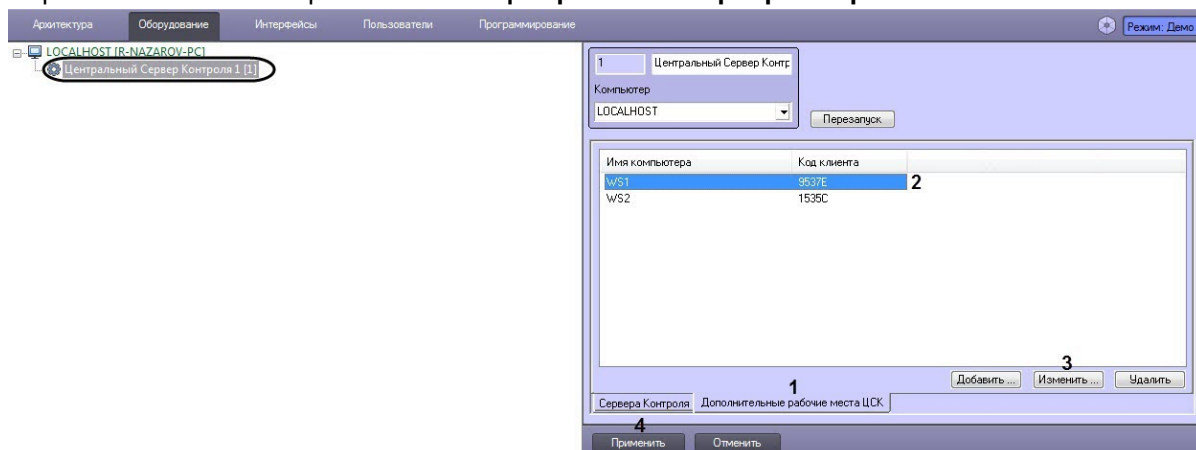 Архитектура Оборудование Интерфейсы Пользователи Программирование Режим: Демо
LOCALHOST [R-NAZAROV-PC]
Центральный Сервер Контроля 1 [1]
1 Центральный Сервер Контр
Компьютер
LOCALHOST
Перезапуск
Имя компьютера Код клиента
WS1 9537E 2
WS2 1535C
3
Добавить ... Изменить ... Удалить
1
Сервера Контроля Дополнительные рабочие места ЦСК
4
Применить Отменить